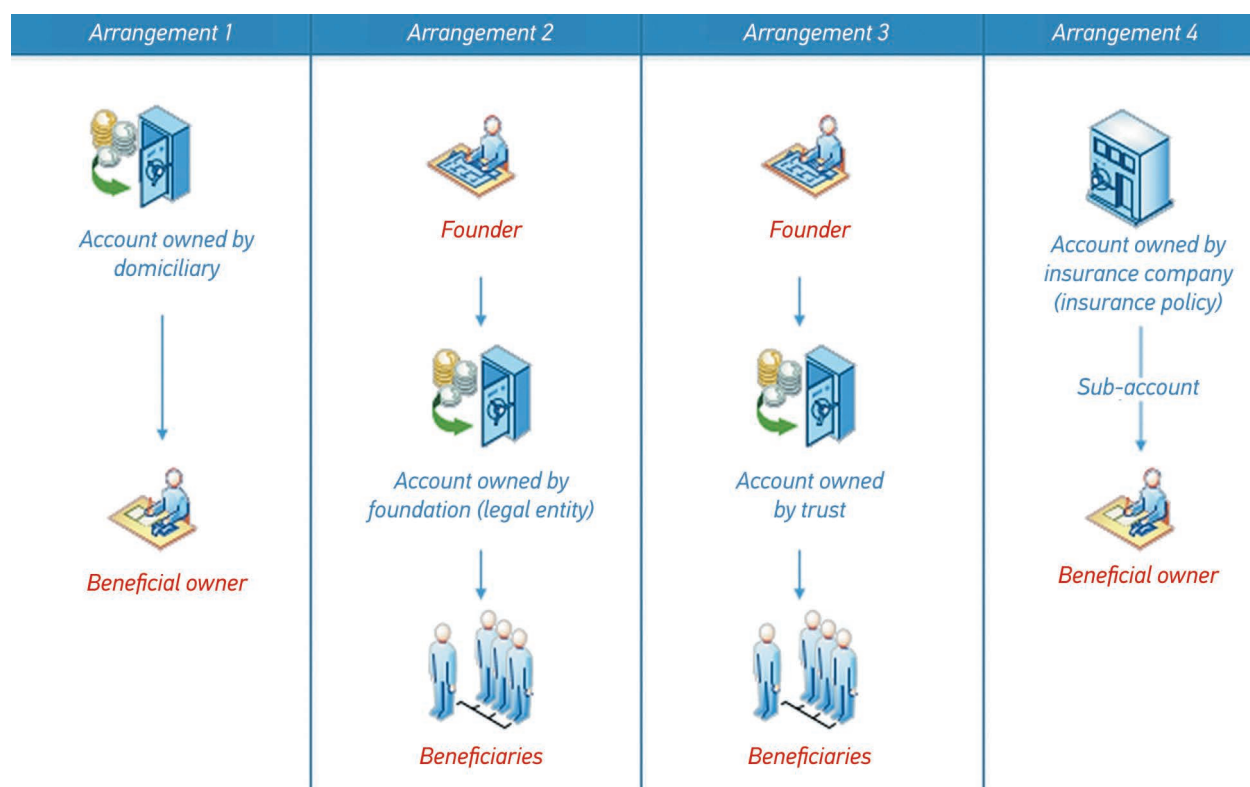 Arrangement 1
Arrangement 2
Arrangement 3
Arrangement 4
Account owned by
domiciliary
Beneficial owner
Founder
Account owned by
foundation (legal entity)
Beneficiaries
Founder
Account owned
by trust
Beneficiaries
Account owned by
insurance company
(insurance policy)
Sub-account
Beneficial owner